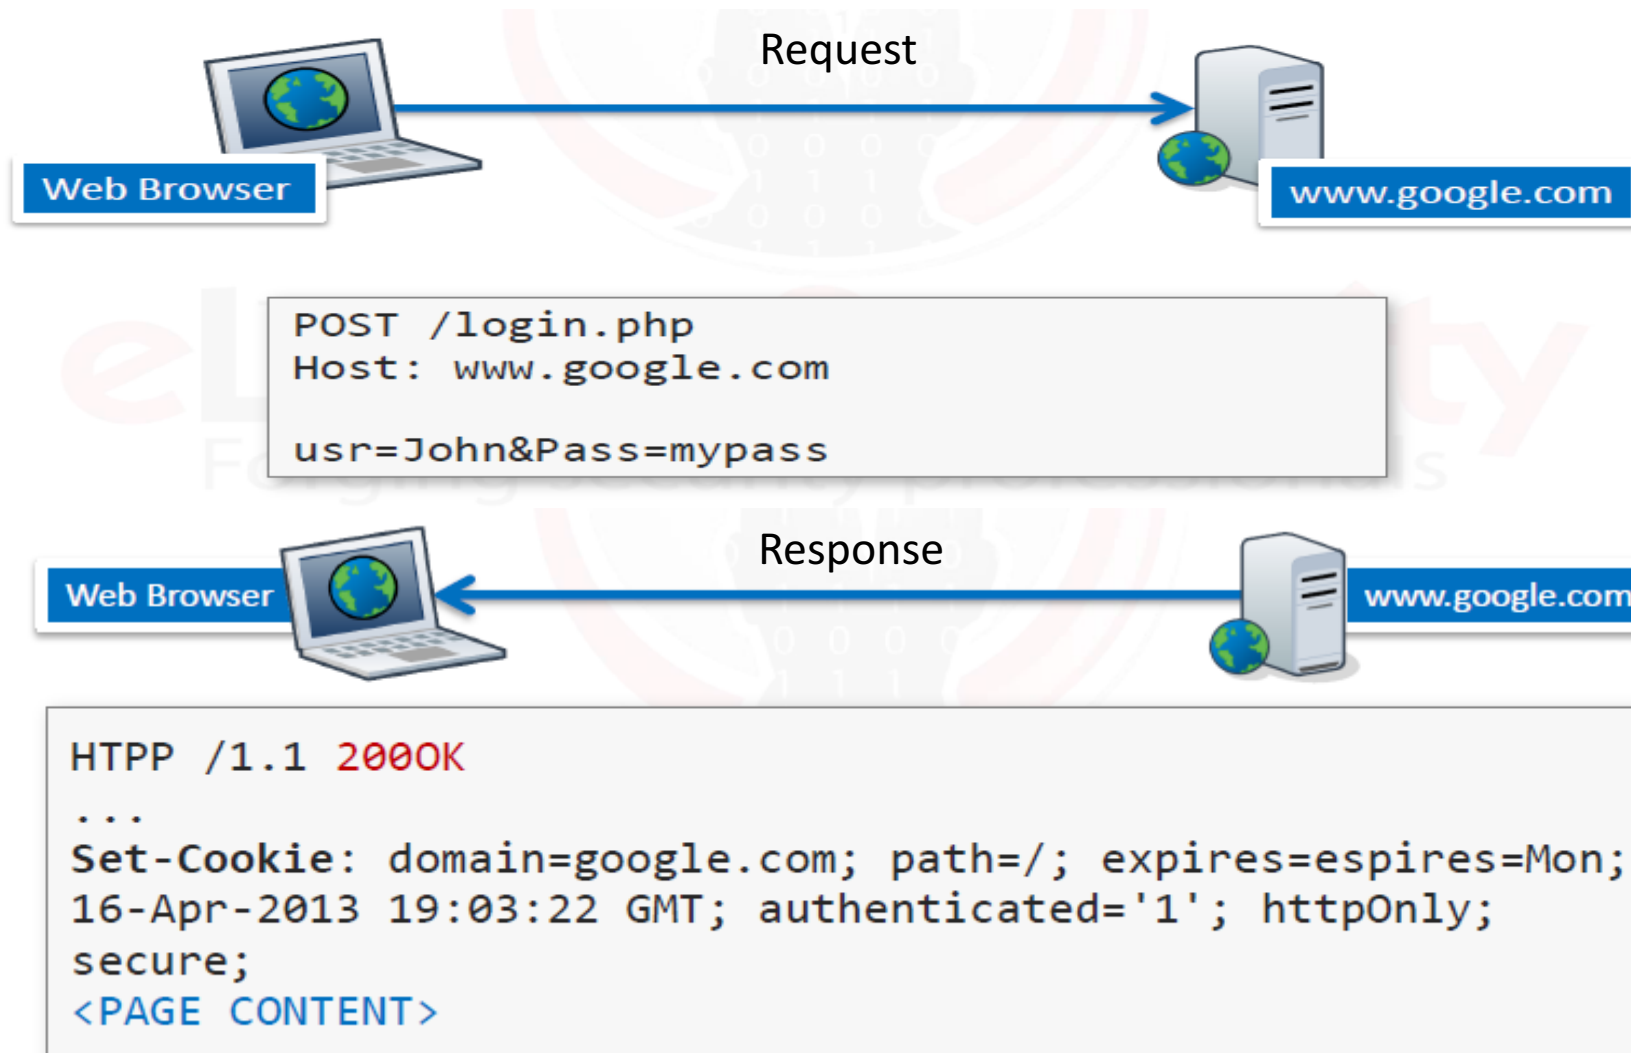 Request
Web Browser
www.google.com
POST /login.php
Host: www.google.com
usr=John&Pass=mypass
Response
Web Browser
www.google.com
HTPP /1.1 200OK
...
Set-Cookie: domain=google.com; path=/; expires=espires=Mon;
16-Apr-2013 19:03:22 GMT; authenticated='1'; httpOnly;
secure;
<PAGE CONTENT>